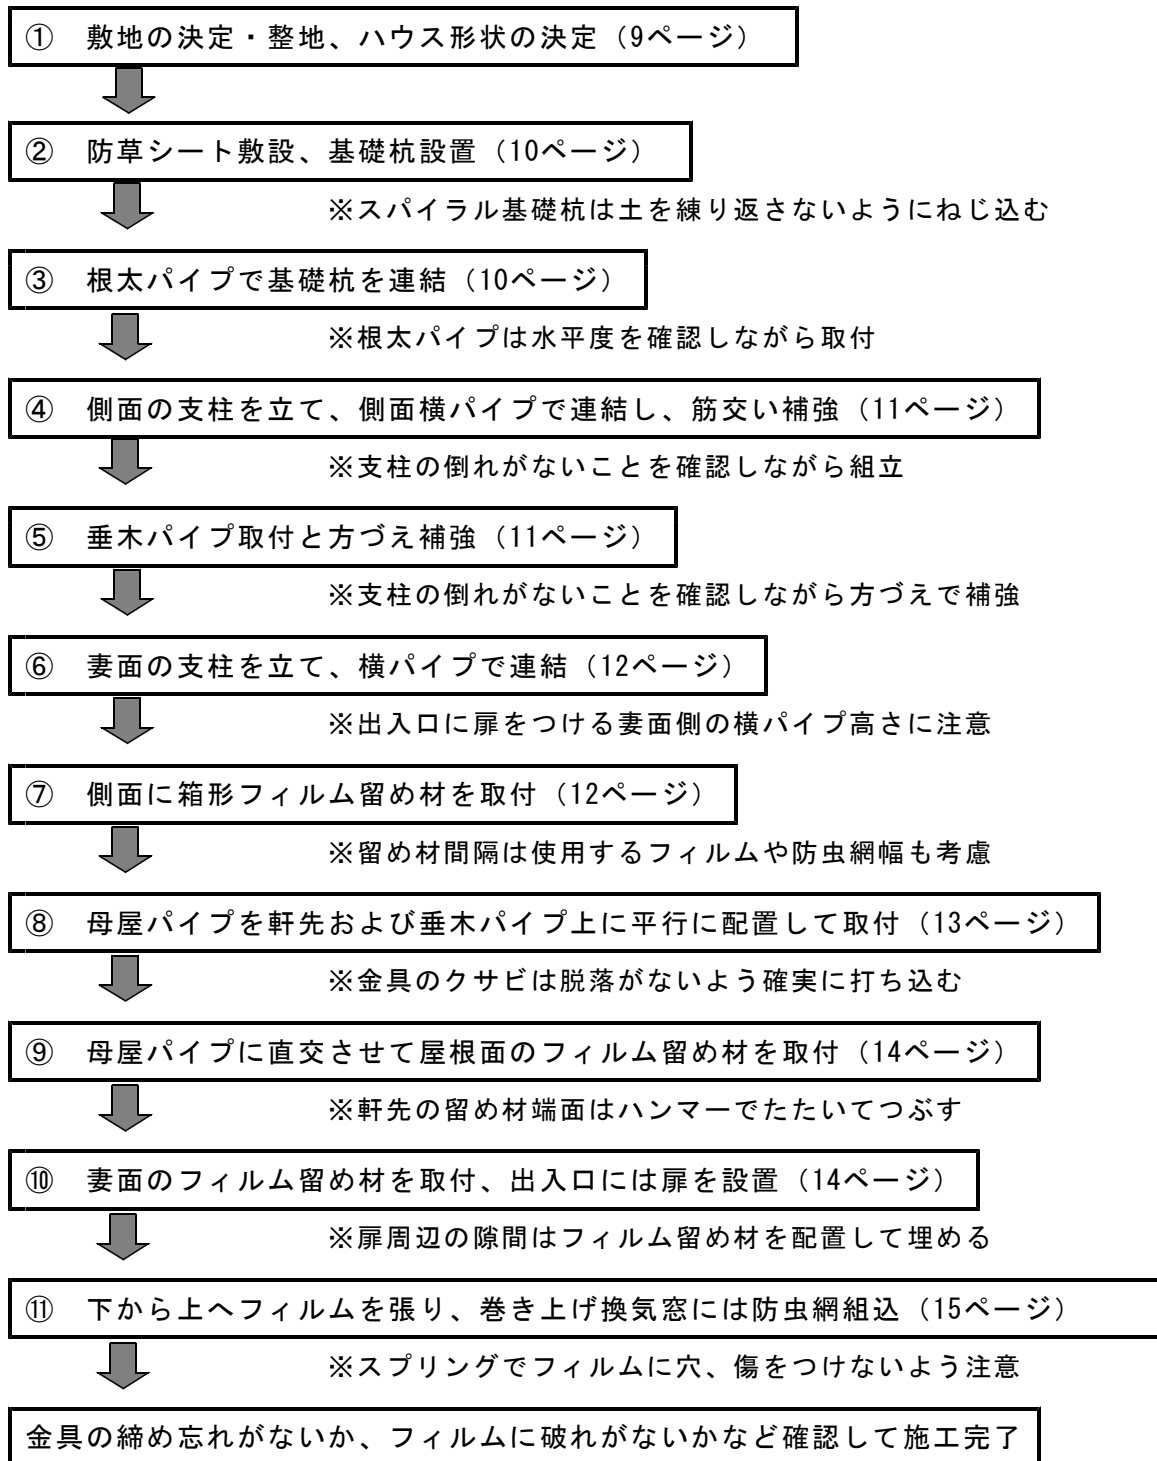 ① 敷地の決定・整地、ハウス形状の決定（9ページ）
② 防草シート敷設、基礎杭設置（10ページ）
※スパイラル基礎杭は土を練り返さないようにねじ込む
③ 根太パイプで基礎杭を連結（10ページ）
※根太パイプは水平度を確認しながら取付
④ 側面の支柱を立て、側面横パイプで連結し、筋交い補強（11ページ）
※支柱の倒れがないことを確認しながら組立
⑤ 垂木パイプ取付と方づえ補強（11ページ）
※支柱の倒れがないことを確認しながら方づえで補強
⑥ 妻面の支柱を立て、横パイプで連結（12ページ）
※出入口に扉をつける妻面側の横パイプ高さに注意
⑦ 側面に箱形フィルム留め材を取付（12ページ）
※留め材間隔は使用するフィルムや防虫網幅も考慮
⑧ 母屋パイプを軒先および垂木パイプ上に平行に配置して取付（13ページ）
※金具のクサビは脱落がないよう確実に打ち込む
⑨ 母屋パイプに直交させて屋根面のフィルム留め材を取付（14ページ）
※軒先の留め材端面はハンマーでたたいてつぶす
⑩ 妻面のフィルム留め材を取付、出入口には扉を設置（14ページ）
※扉周辺の隙間はフィルム留め材を配置して埋める
⑪ 下から上へフィルムを張り、巻き上げ換気窓には防虫網組込（15ページ）
※スプリングでフィルムに穴、傷をつけないよう注意
金具の締め忘れがないか、フィルムに破れがないかなど確認して施工完了